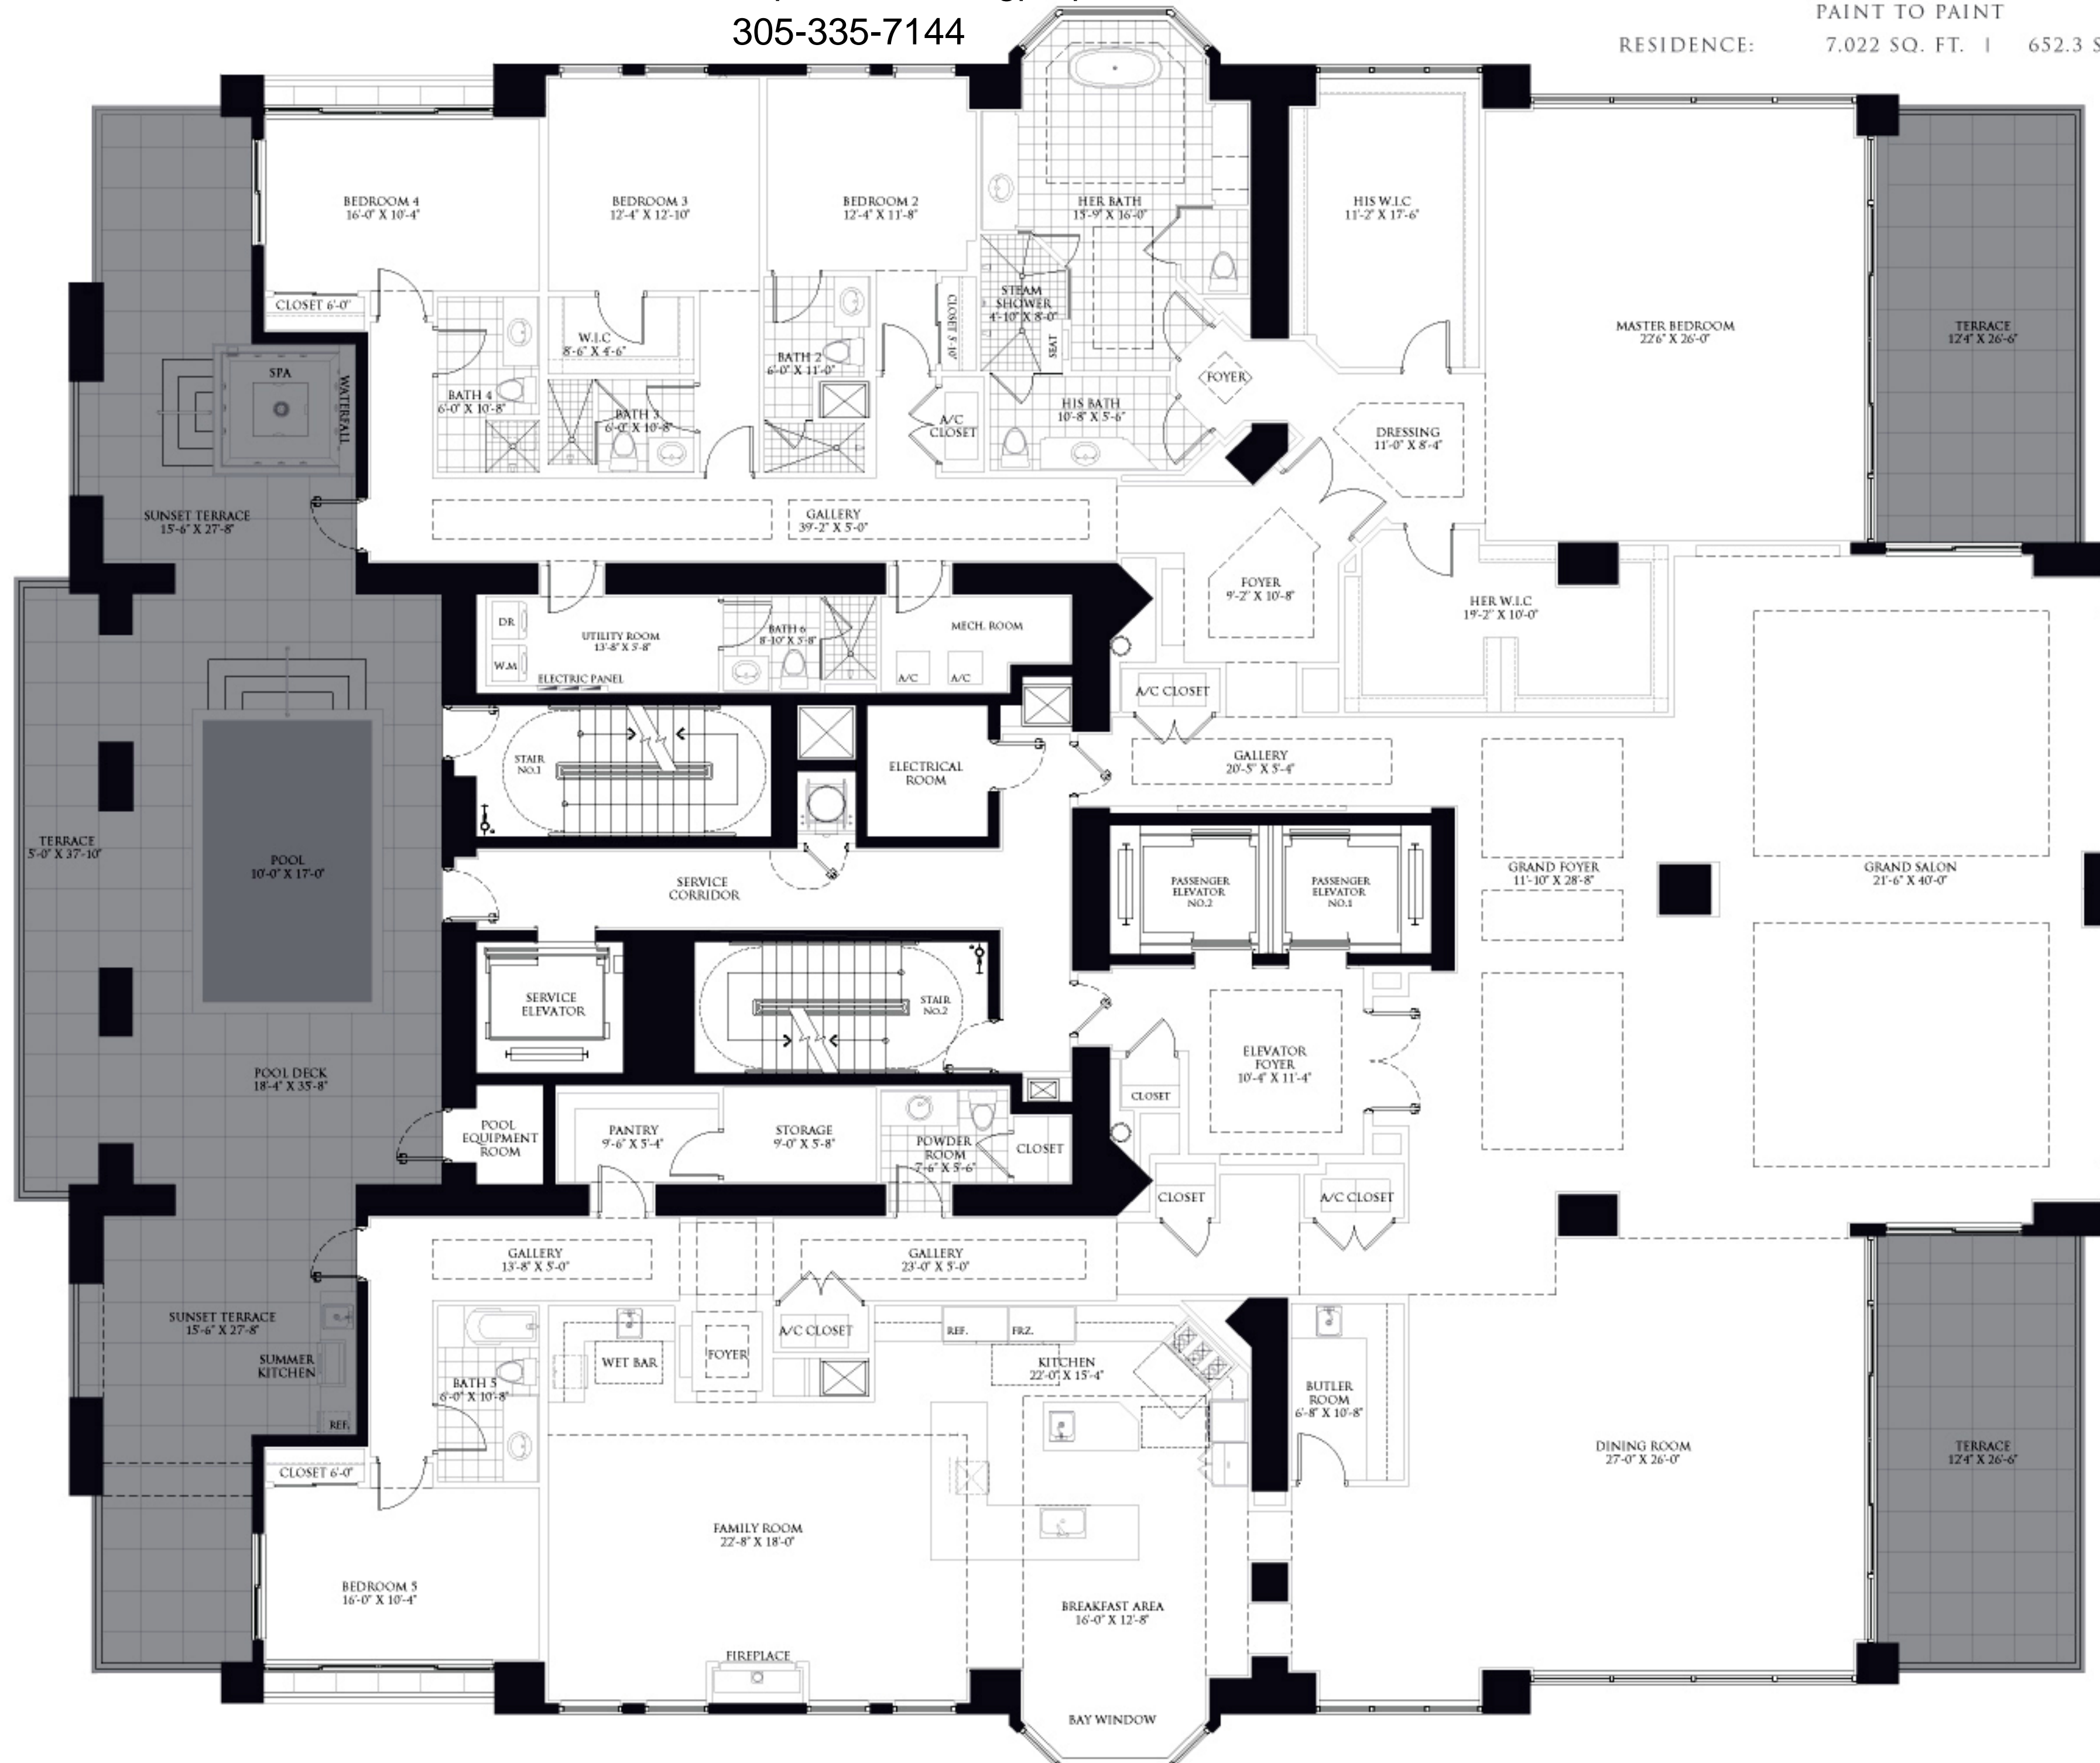 305-335-7144
PAINT TO PAINT
RESIDENCE: 7.022 SQ. FT. | 652.3 S
BEDROOM 4
16'-0" X 10'-4"
BEDROOM 3
12'-4" X 12'-10"
BEDROOM 2
12'-4" X 11'-8"
HER BATH
15'-9" X 16'-0"
HIS W.I.C
11'-2" X 17'-6"
MASTER BEDROOM
22'6" X 26'-0"
TERRACE
12'4" X 26'-6"
CLOSET 6'-0"
W.I.C
8'-6" X 4'-6"
BATH 2
6'-0" X 11'-0"
CLOSET 5'-10"
STEAM
SHOWER
4'-10" X 8'-0"
SEAT
FOYER
SPA
WATERFALL
BATH 4
6'-0" X 10'-8"
BATH 3
6'-0" X 10'-8"
A/C
CLOSET
HIS BATH
10'-8" X 5'-6"
DRESSING
11'-0" X 8'-4"
SUNSET TERRACE
15'-6" X 27'-8"
GALLERY
39'-2" X 5'-0"
FOYER
9'-2" X 10'-8"
HER W.I.C
19'-2" X 10'-0"
DR
W.M
UTILITY ROOM
13'-8" X 5'-8"
ELECTRIC PANEL
BATH 6
8'-10" X 5'-8"
MECH. ROOM
A/C
A/C
A/C CLOSET
STAIR
NO.1
ELECTRICAL
ROOM
GALLERY
20'-5" X 5'-4"
TERRACE
5'-0" X 37'-10"
POOL
10'-0" X 17'-0"
SERVICE
CORRIDOR
PASSENGER
ELEVATOR
NO.2
PASSENGER
ELEVATOR
NO.1
GRAND FOYER
11'-10" X 28'-8"
GRAND SALON
21'-6" X 40'-0"
SERVICE
ELEVATOR
STAIR
NO.2
ELEVATOR
FOYER
10'-4" X 11'-4"
CLOSET
POOL DECK
18'-4" X 35'-8"
POOL
EQUIPMENT
ROOM
PANTRY
9'-6" X 5'-4"
STORAGE
9'-0" X 5'-8"
POWDER
ROOM
7'-6" X 5'-6"
CLOSET
CLOSET
A/C CLOSET
GALLERY
13'-8" X 5'-0"
GALLERY
23'-0" X 5'-0"
SUNSET TERRACE
15'-6" X 27'-8"
SUMMER
KITCHEN
REF.
BATH 5
6'-0" X 10'-8"
WET BAR
FOYER
A/C CLOSET
REF.
FRZ.
KITCHEN
22'-0" X 15'-4"
BUTLER
ROOM
6'-8" X 10'-8"
DINING ROOM
27'-0" X 26'-0"
TERRACE
12'4" X 26'-6"
CLOSET 6'-0"
FAMILY ROOM
22'-8" X 18'-0"
BEDROOM 5
16'-0" X 10'-4"
BREAKFAST AREA
16'-0" X 12'-8"
FIREPLACE
BAY WINDOW